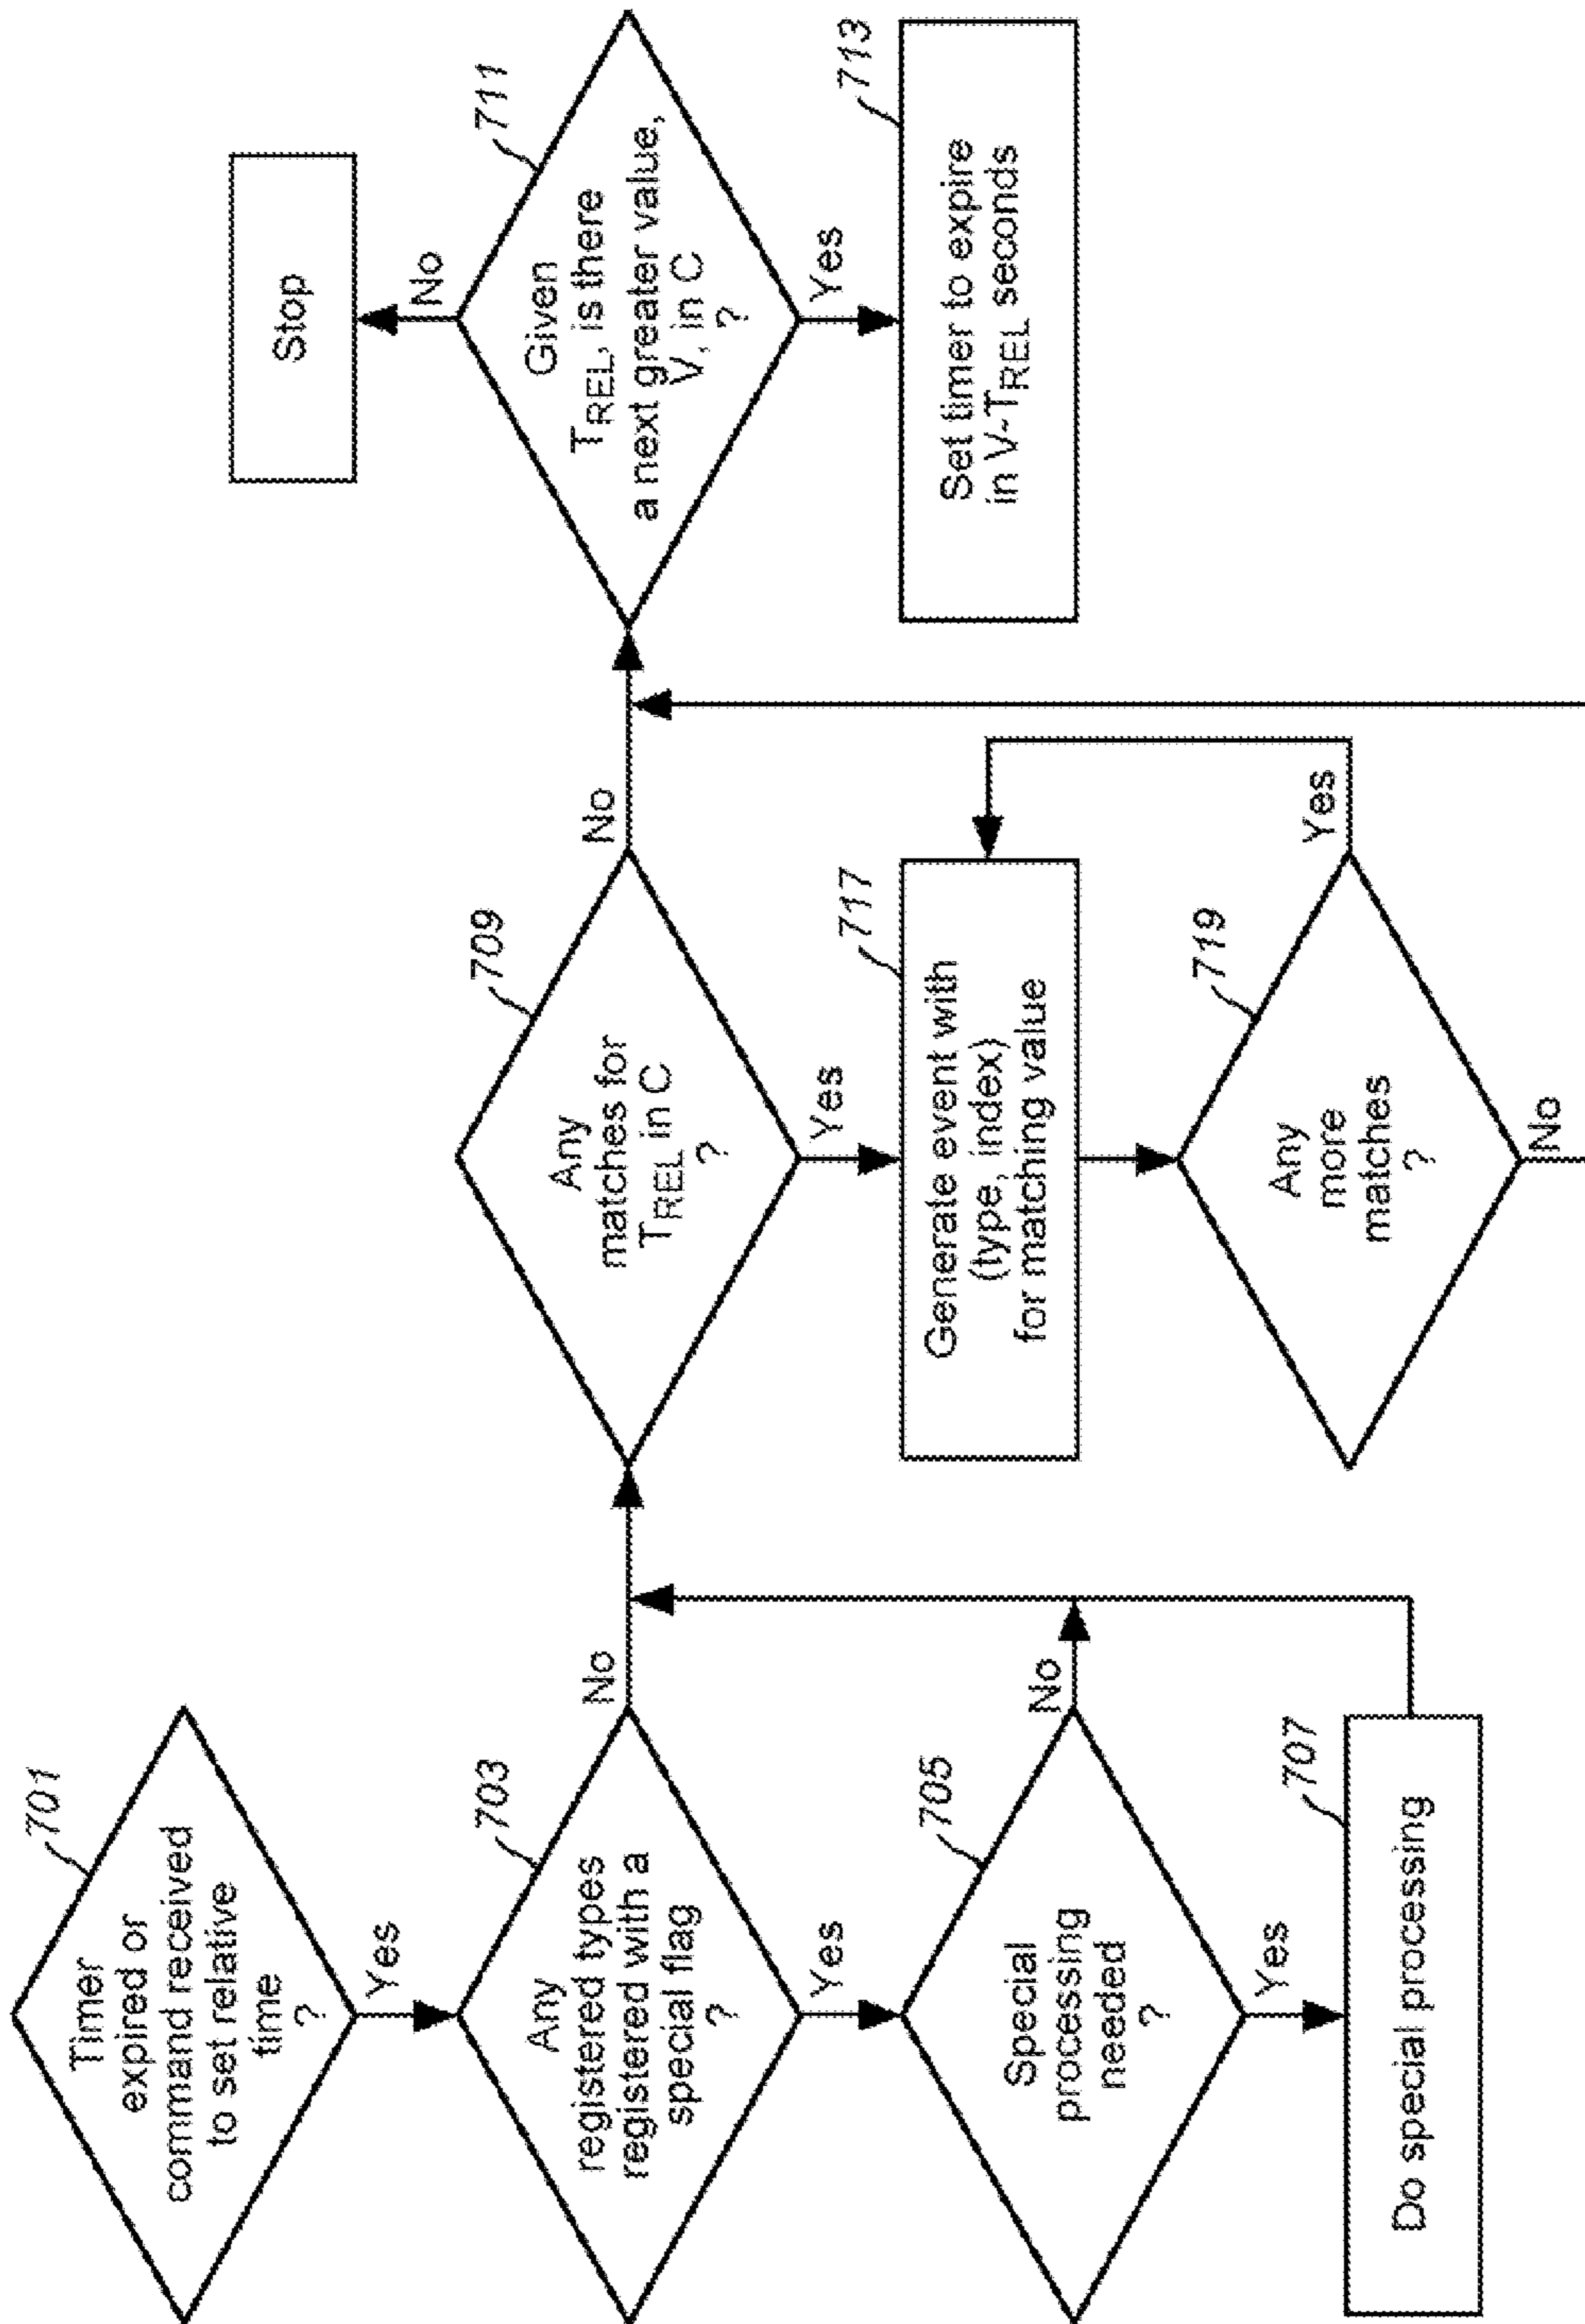 701
Timer
expired or
command received
to set relative
time
?
Yes
703
Any
registered types
registered with a
special flag
?
No
Yes
705
Special
processing
needed
?
No
Yes
707
Do special processing
709
Any
matches for
TREL in C
?
No
Yes
717
Generate event with
(type, index)
for matching value
719
Any
more
matches
?
Yes
No
711
Given
TREL, is there
a next greater value,
V, in C
?
No
Stop
Yes
713
Set timer to expire
in V-TREL seconds